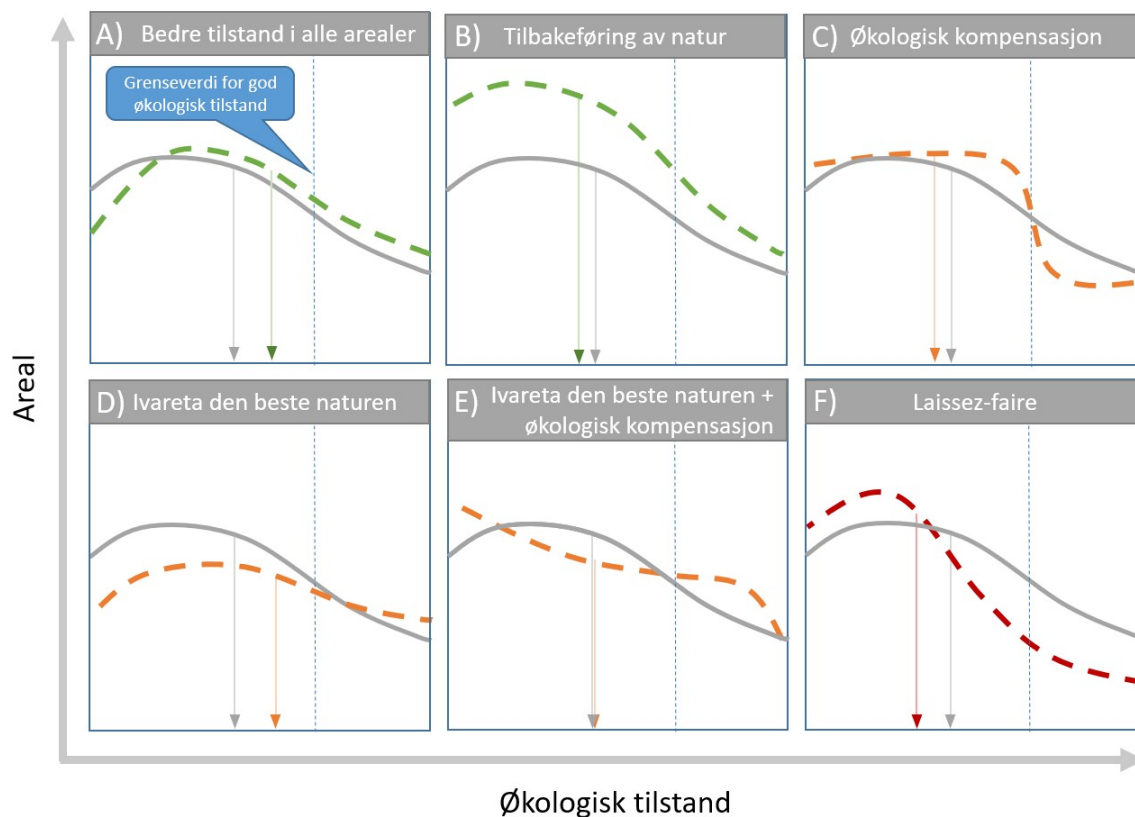 A) Bedre tilstand i alle arealer
Grenseverdi for god
økologisk tilstand
B) Tilbakeføring av natur
C) Økologisk kompensasjon
D) Ivareta den beste naturen
E) Ivareta den beste naturen +
økologisk kompensasjon
F) Laissez-faire
Areal
Økologisk tilstand